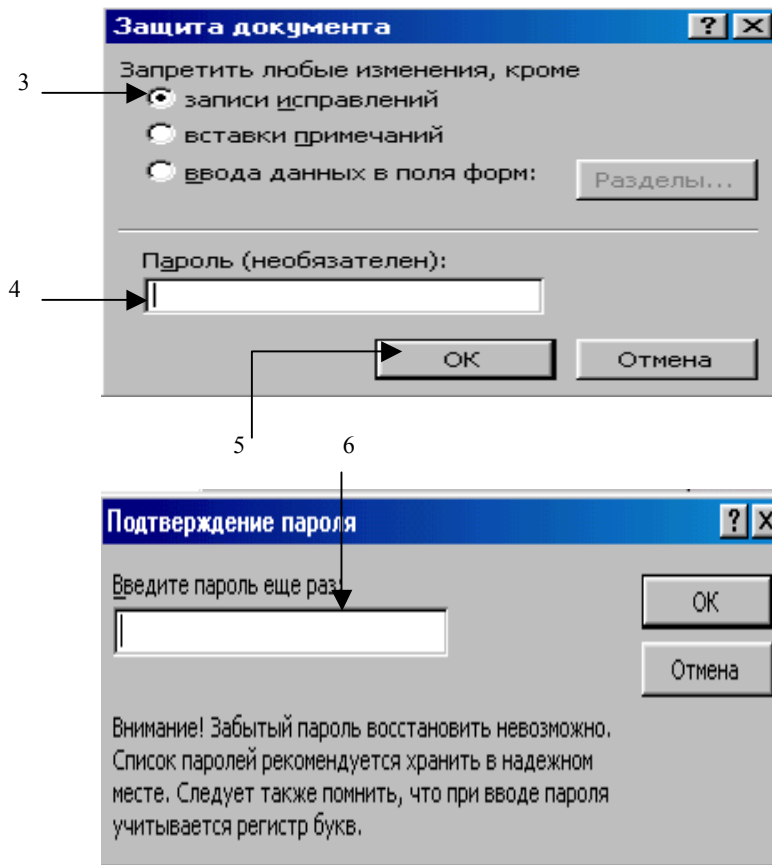 Защита документа
Запретить любые изменения, кроме
3
записи исправлений
вставки примечаний
ввода данных в поля форм:
Разделы...
Пароль (необязателен):
4
ОК
Отмена
5
6
Подтверждение пароля
Введите пароль еще раз:
ОК
Отмена
Внимание! Забытый пароль восстановить невозможно.
Список паролей рекомендуется хранить в надежном
месте. Следует также помнить, что при вводе пароля
учитывается регистр букв.